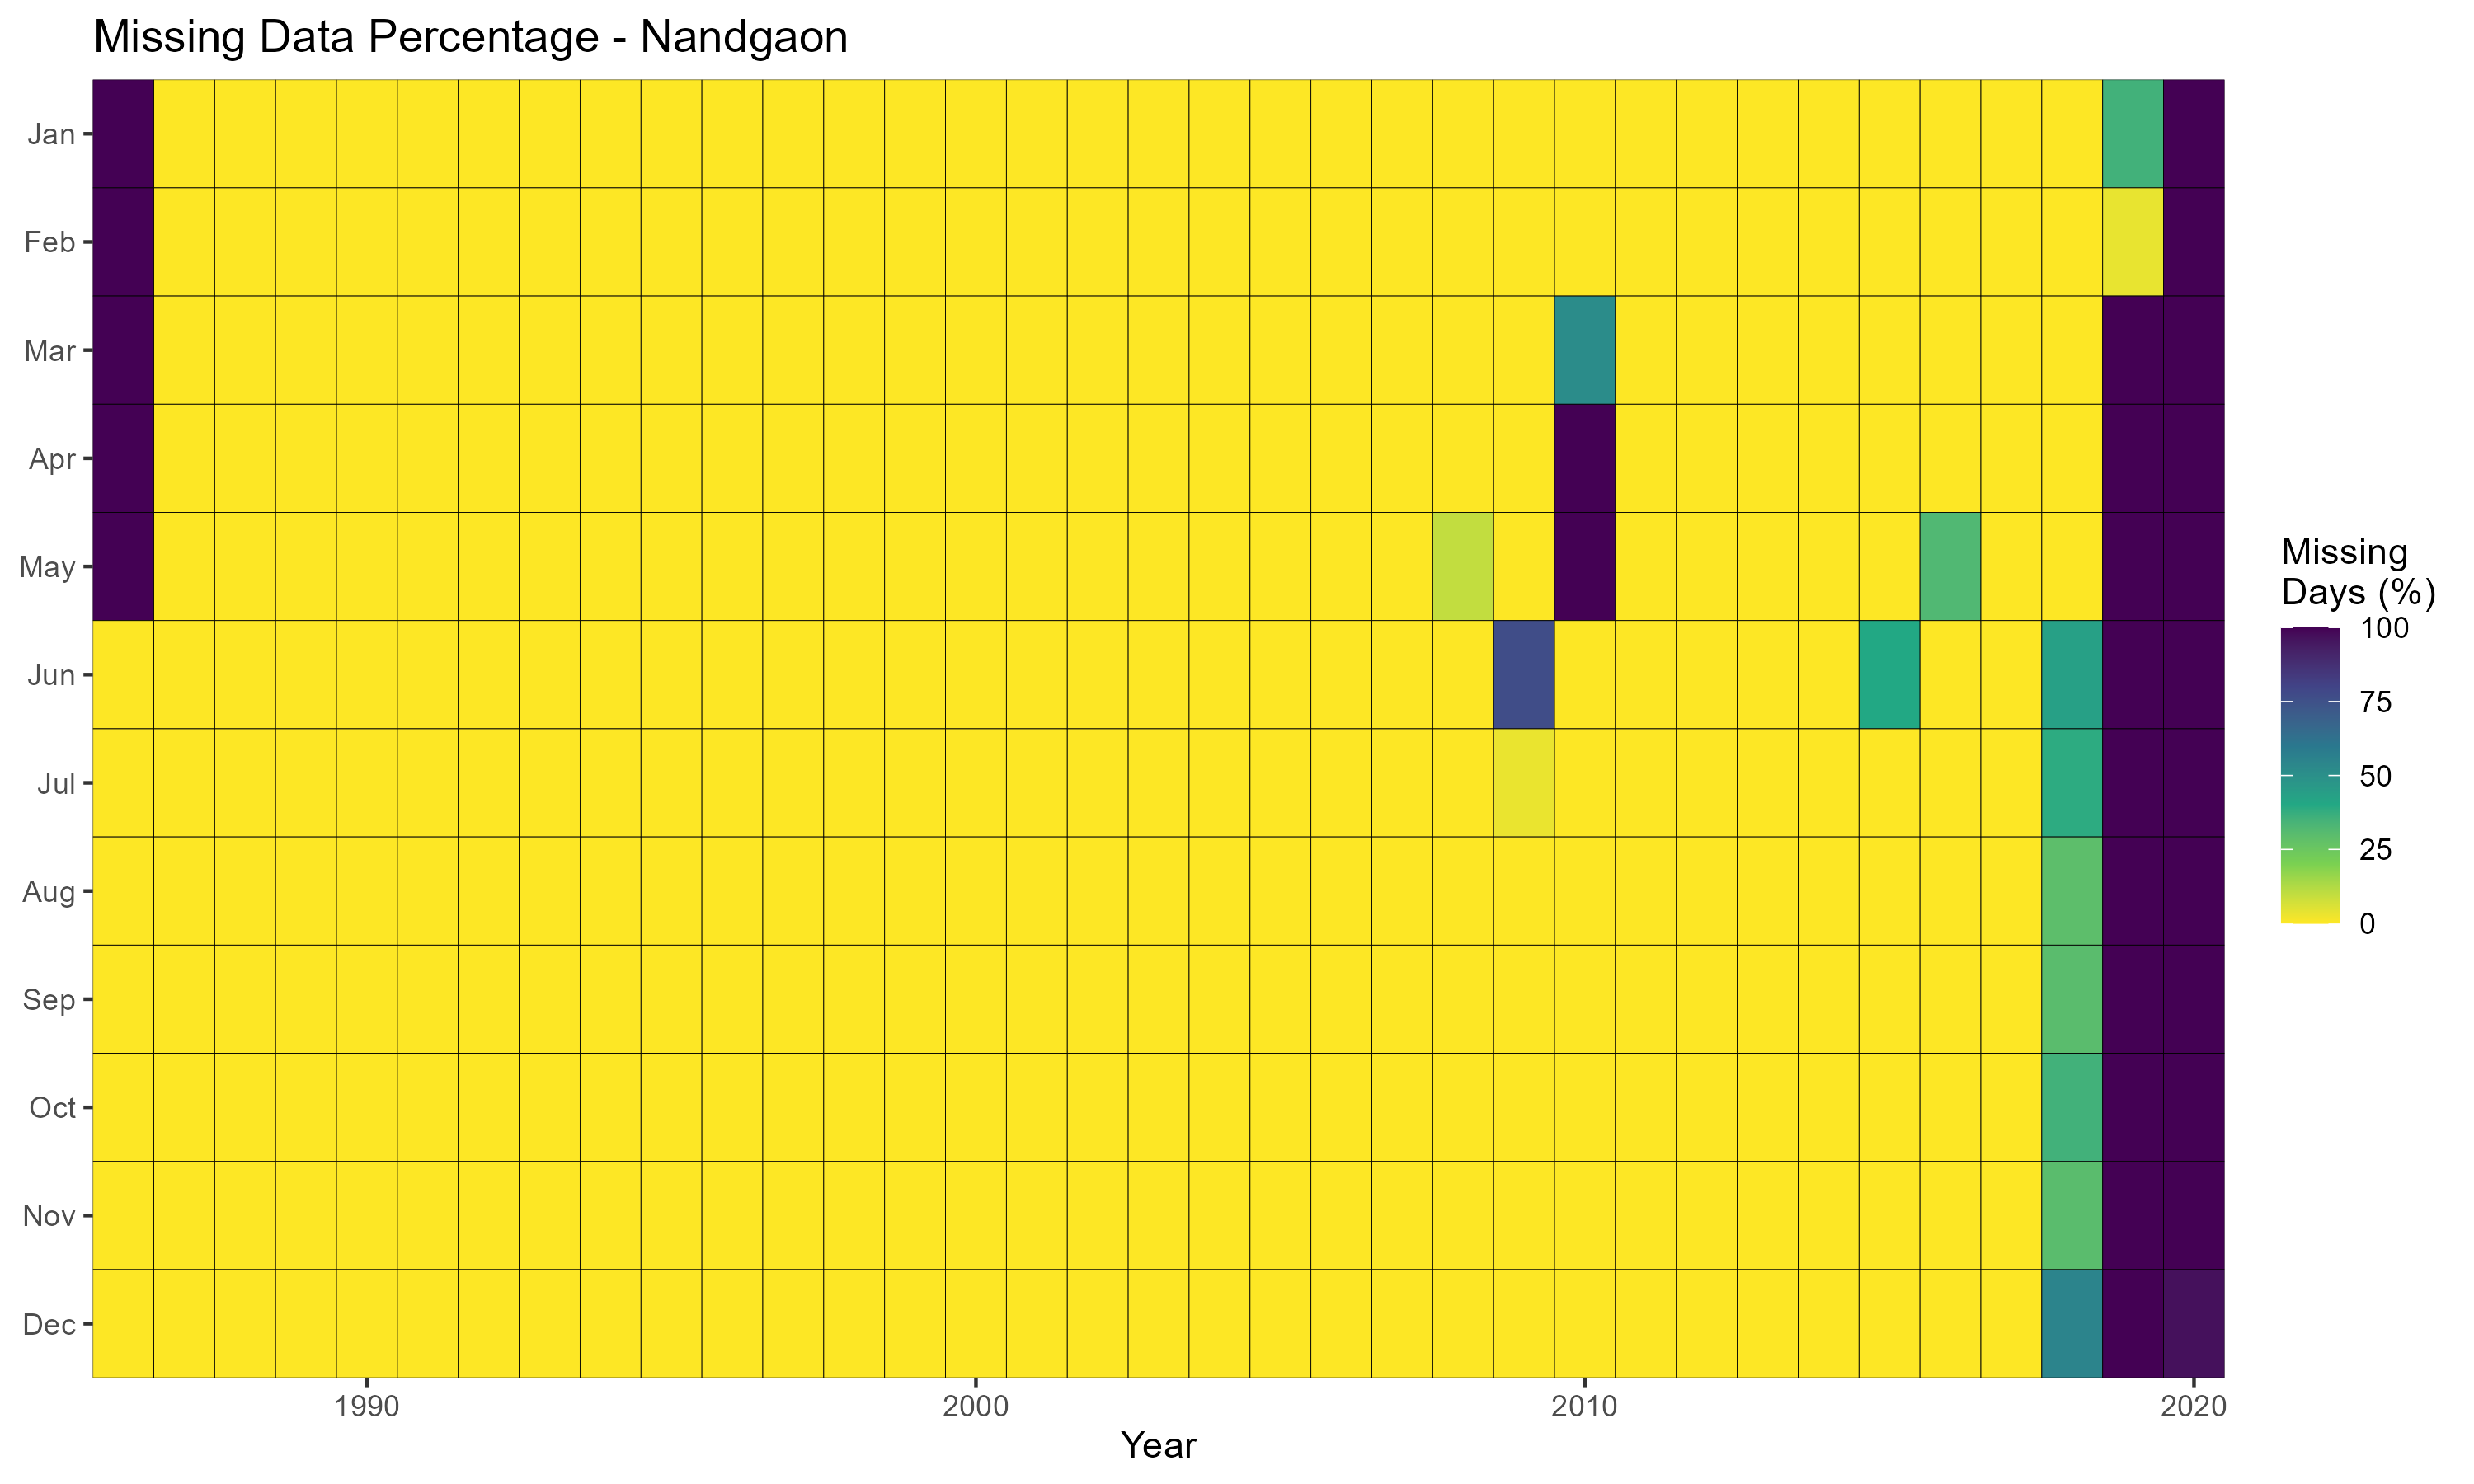 Missing Data Percentage - Nandgaon
Jan
Feb
Mar
Apr
May
Jun
Jul
Aug
Sep
Oct
Nov
Dec
1990
2000
2010
2020
Year
Missing
Days (%)
100
75
50
25
0